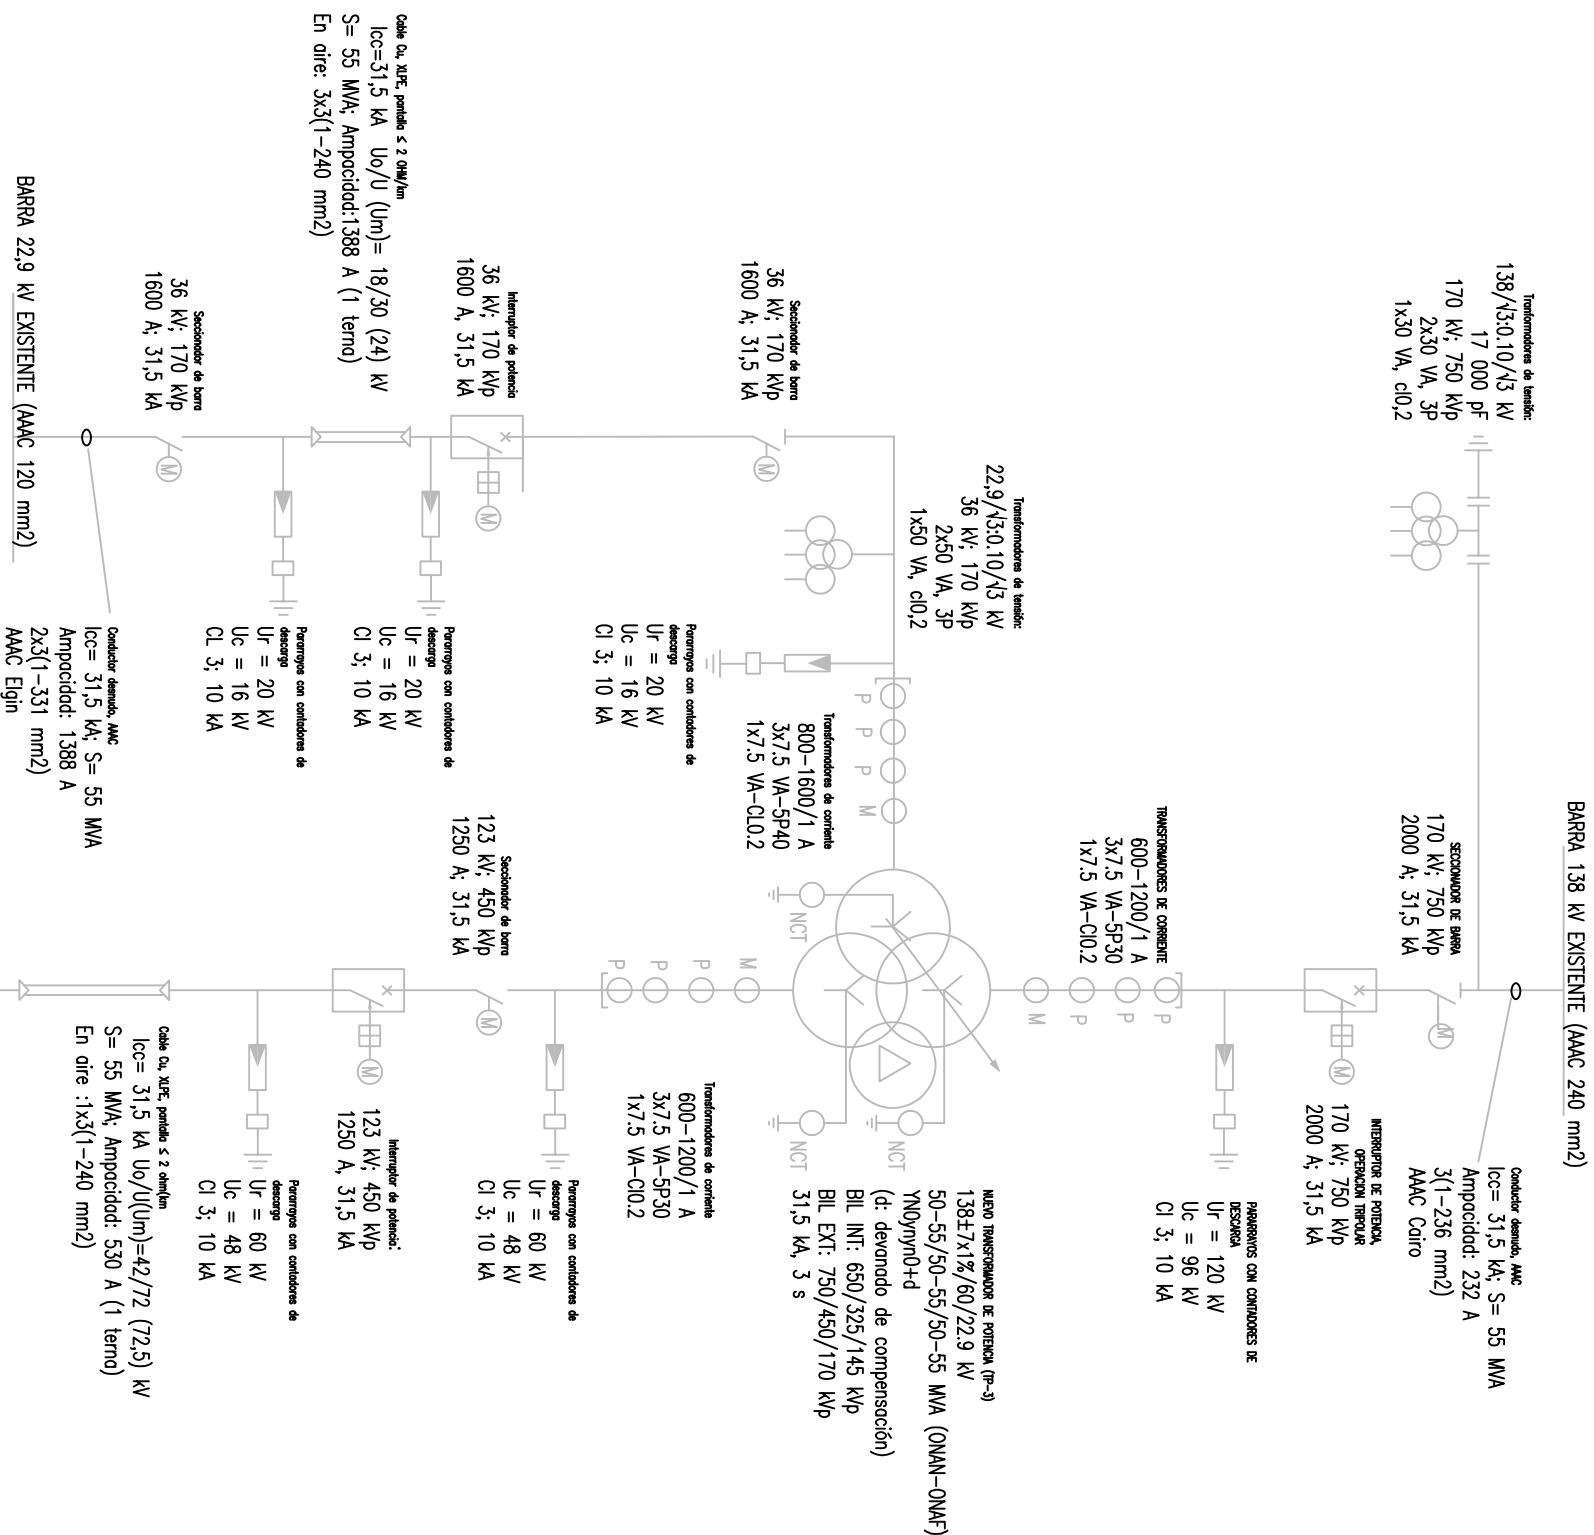 BARRA 138 kV EXISTENTE (AAAC 240 mm2)
Tranformadores de tensión:
138/√3:0.10/√3 kV
17 000 pF
170 kV; 750 kVp
2x30 VA, 3P
1x30 VA, cl0,2
SECCIONADOR DE BARRA
170 kV; 750 kVp
2000 A; 31,5 kA
M
Conductor desnudo, AAAC
Icc= 31,5 kA; S= 55 MVA
Ampacidad: 232 A
3(1-236 mm2)
AAAC Cairo
INTERRUPTOR DE POTENCIA,
OPERACION TRIPOLAR
170 kV; 750 kVp
2000 A; 31,5 kA
M
PARARRAYOS CON CONTADORES DE
DESCARGA
Ur = 120 kV
Uc = 96 kV
Cl 3; 10 kA
TRANSFORMADORES DE CORRIENTE
600-1200/1 A
3x7.5 VA-5P30
1x7.5 VA-Cl0.2
P
P
P
M
Transformadores de tensión:
22,9/√3:0.10/√3 kV
36 kV; 170 kVp
2x50 VA, 3P
1x50 VA, cl0,2
NUEVO TRANSFORMADOR DE POTENCIA (TP-3)
138±7x1%/60/22.9 kV
50-55/50-55/50-55 MVA (ONAN-ONAF)
YN0ynyn0+d
(d: devanado de compensación)
BIL INT: 650/325/145 kVp
BIL EXT: 750/450/170 kVp
31,5 kA, 3 s
NCT
NCT
NCT
P
P
P
M
Transformadores de corriente
800-1600/1 A
3x7.5 VA-5P40
1x7.5 VA-CL0.2
Seccionador de barra
36 kV; 170 kVp
1600 A; 31,5 kA
M
Pararrayos con contadores de
descarga
Ur = 20 kV
Uc = 16 kV
Cl 3; 10 kA
M
P
P
P
Transformadores de corriente
600-1200/1 A
3x7.5 VA-5P30
1x7.5 VA-Cl0.2
Pararrayos con contadores de
descarga
Ur = 60 kV
Uc = 48 kV
Cl 3; 10 kA
Interruptor de potencia
36 kV; 170 kVp
1600 A, 31,5 kA
M
Seccionador de barra
123 kV; 450 kVp
1250 A; 31,5 kA
M
Cable Cu, XLPE, pantalla ≤ 2 OHM/km
Icc=31,5 kA Uo/U (Um)= 18/30 (24) kV
S= 55 MVA; Ampacidad:1388 A (1 terna)
En aire: 3x3(1-240 mm2)
Pararrayos con contadores de
descarga
Ur = 20 kV
Uc = 16 kV
Cl 3; 10 kA
Interruptor de potencia:
123 kV; 450 kVp
1250 A, 31,5 kA
M
Pararrayos con contadores de
descarga
Ur = 20 kV
Uc = 16 kV
CL 3; 10 kA
Pararrayos con contadores de
descarga
Ur = 60 kV
Uc = 48 kV
Cl 3; 10 kA
Seccionador de barra
36 kV; 170 kVp
1600 A; 31,5 kA
M
Cable Cu, XLPE, pantalla ≤ 2 ohm(km
Icc= 31,5 kA Uo/U(Um)=42/72 (72,5) kV
S= 55 MVA; Ampacidad: 530 A (1 terna)
En aire :1x3(1-240 mm2)
Conductor desnudo, AAAC
Icc= 31,5 kA; S= 55 MVA
Ampacidad: 1388 A
2x3(1-331 mm2)
AAAC Elgin
BARRA 22,9 kV EXISTENTE (AAAC 120 mm2)